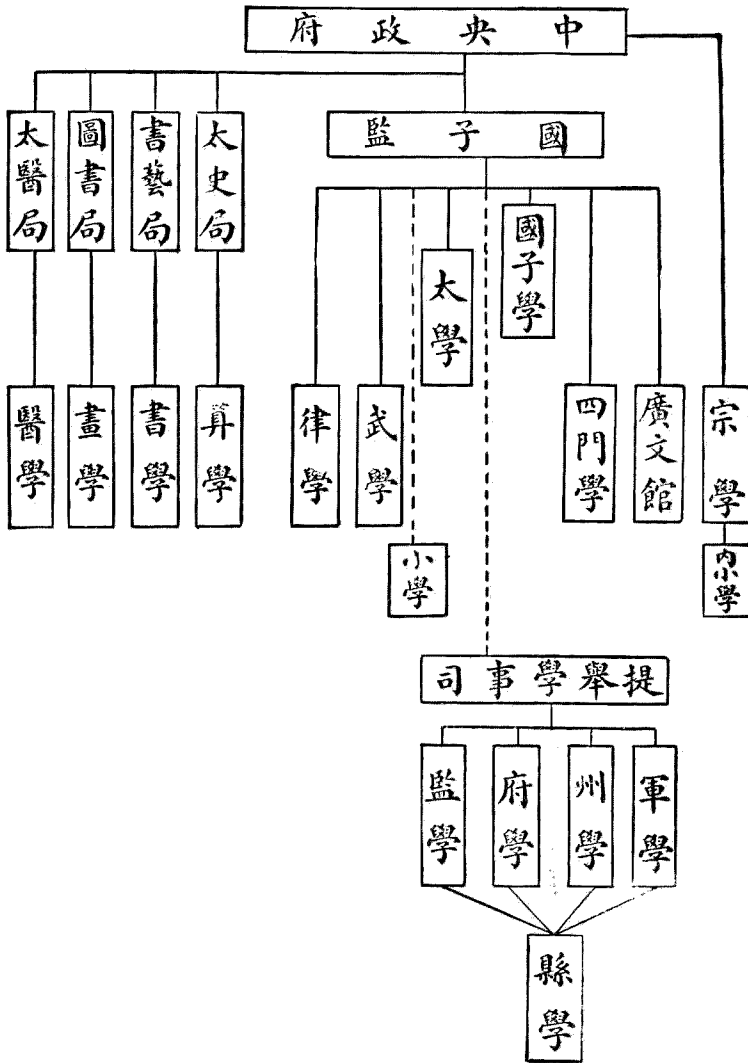 中央政府
國子監
太史局
書藝局
圖書局
太醫局
國子學
太學
宗學
廣文館
四門學
武學
律學
算學
書學
畫學
醫學
內小學
小學
提舉學事司
軍學
州學
府學
監學
縣學